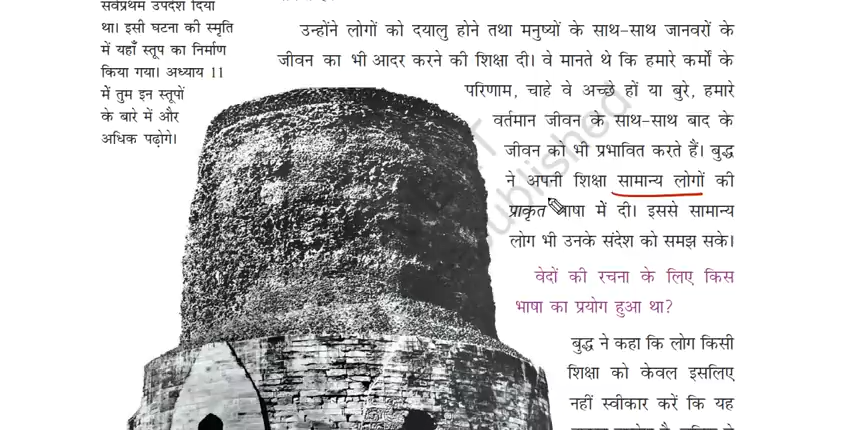 सर्वप्रथम उपदेश दिया
था। इसी घटना की स्मृति
में यहाँ स्तूप का निर्माण
किया गया। अध्याय 11
में तुम इन स्तूपों
के बारे में और
अधिक पढ़ोगे।
उन्होंने लोगों को दयालु होने तथा मनुष्यों के साथ-साथ जानवरों के
जीवन का भी आदर करने की शिक्षा दी। वे मानते थे कि हमारे कर्मों के
परिणाम, चाहे वे अच्छे हों या बुरे, हमारे
वर्तमान जीवन के साथ-साथ बाद के
जीवन को भी प्रभावित करते हैं। बुद्ध
ने अपनी शिक्षा सामान्य लोगों की
प्राकृत भाषा में दी। इससे सामान्य
लोग भी उनके संदेश को समझ सके।
वेदों की रचना के लिए किस
भाषा का प्रयोग हुआ था?
बुद्ध ने कहा कि लोग किसी
शिक्षा को केवल इसलिए
नहीं स्वीकार करें कि यह
published